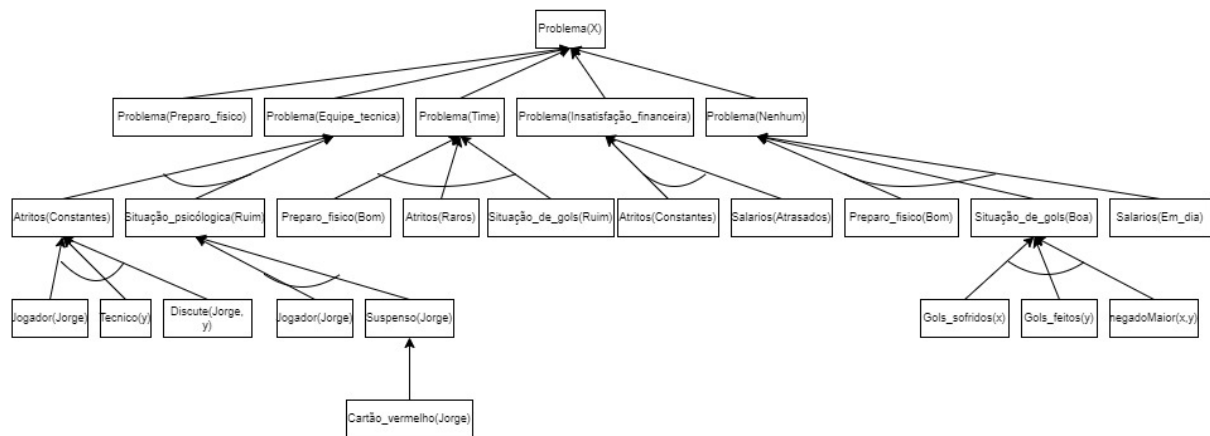 Problema(X)
Problema(Preparo_fisico)
Problema(Equipe_tecnica)
Problema(Time)
Problema(Insatisfação_financeira)
Problema(Nenhum)
Atritos(Constantes)
Situação_psicólogica(Ruim)
Preparo_fisico(Bom)
Atritos(Raros)
Situação_de_gols(Ruim)
Atritos(Constantes)
Salarios(Atrasados)
Preparo_fisico(Bom)
Situação_de_gols(Boa)
Salarios(Em_dia)
Jogador(Jorge)
Tecnico(y)
Discute(Jorge,
y)
Jogador(Jorge)
Suspenso(Jorge)
Gols_sofridos(x)
Gols_feitos(y)
negadoMaior(x,y)
Cartão_vermelho(Jorge)